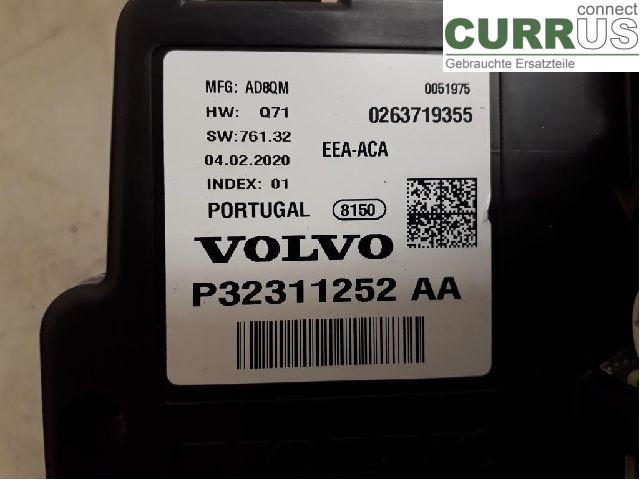 connect
CURRUS
Gebrauchte Ersatzteile
MFG: AD8QM 0051975
HW: Q71 0263719355
SW:761.32
EEA-ACA
04.02.2020
INDEX: 01
PORTUGAL 8150
VOLVO
P32311252 AA